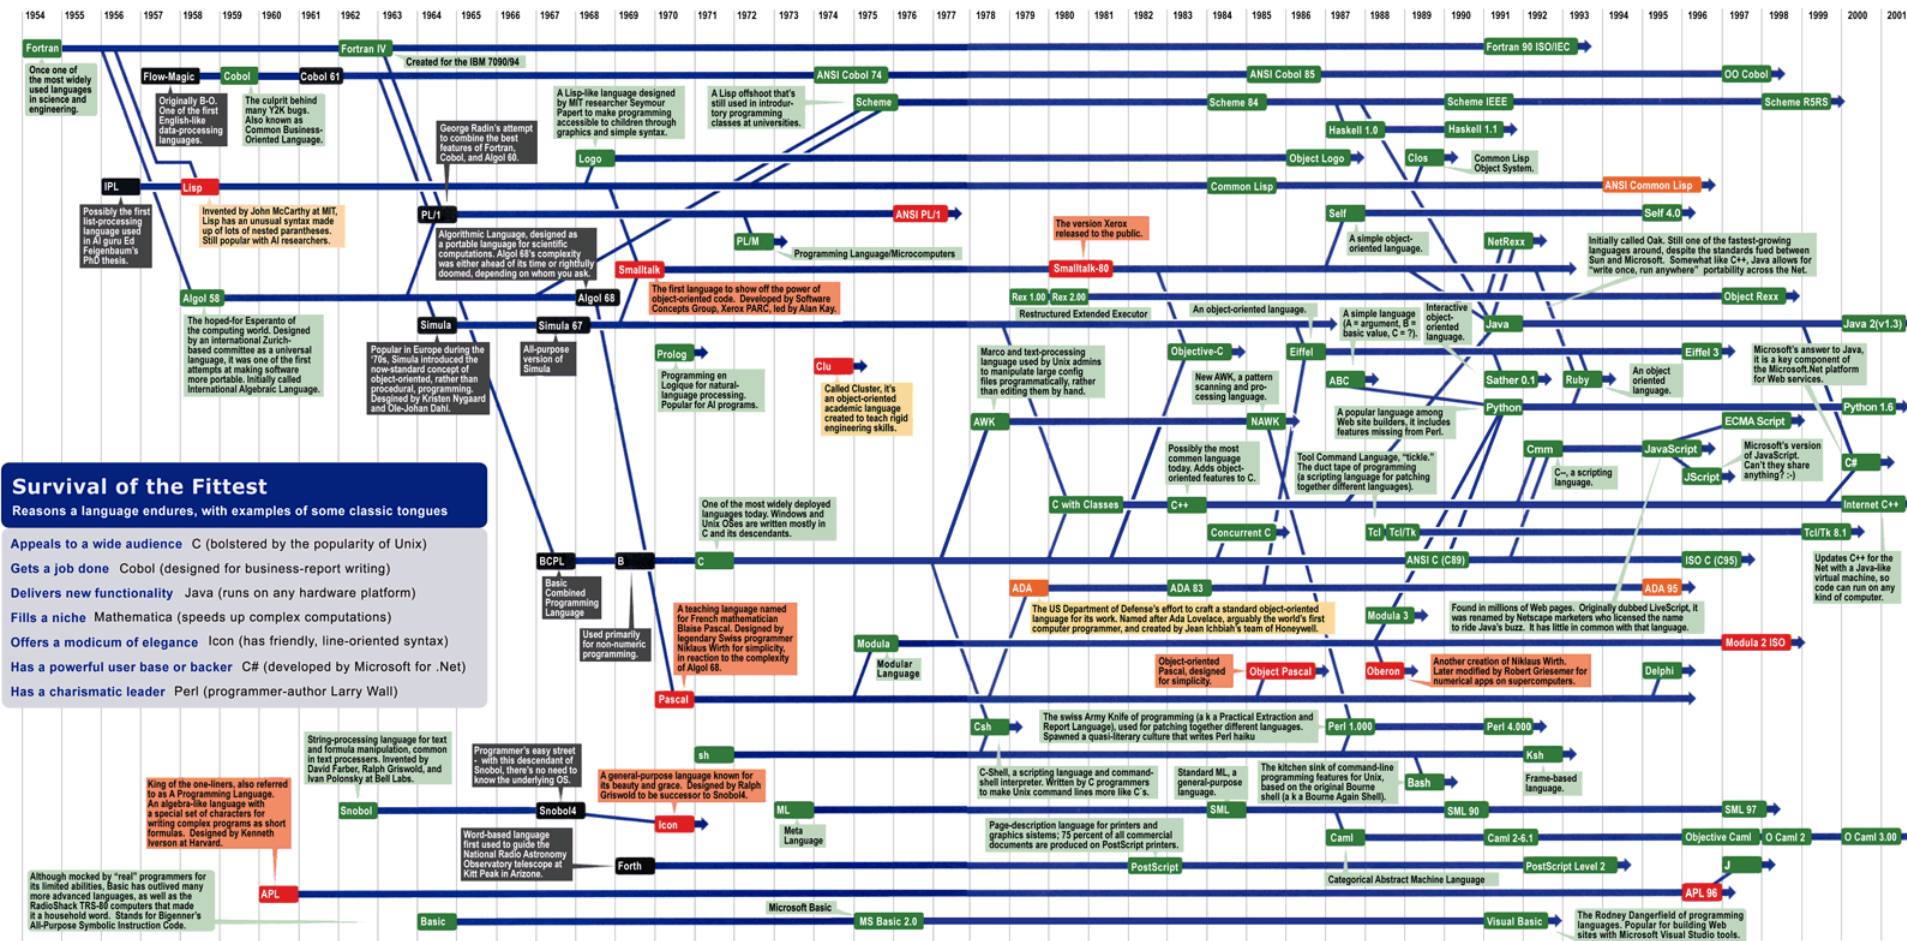 1954 1955 1956 1957 1958 1959 1960 1961 1962 1963 1964 1965 1966 1967 1968 1969 1970 1971 1972 1973 1974 1975 1976 1977 1978 1979 1980 1981 1982 1983 1984 1985 1986 1987 1988 1989 1990 1991 1992 1993 1994 1995 1996 1997 1998 1999 2000 2001
Fortran
Fortran IV
Fortran 90 ISO/IEC
Once one of
the most widely
used languages
in science and
engineering.
Created for the IBM 7090/94
Flow-Magic
Cobol
Cobol 61
ANSI Cobol 74
ANSI Cobol 85
OO Cobol
Originally B-O.
One of the first
English-like
data-processing
languages.
The culprit behind
many Y2K bugs.
Also known as
Common Business-
Oriented Language.
A Lisp-like language designed
by MIT researcher Seymour
Papert to make programming
accessible to children through
graphics and simple syntax.
A Lisp offshoot that's
still used in introdur-
tory programming
classes at universities.
Scheme
Scheme 84
Scheme IEEE
Scheme R5RS
George Radin's attempt
to combine the best
features of Fortran,
Cobol, and Algol 60.
Haskell 1.0
Haskell 1.1
Logo
Object Logo
Clos
Common Lisp
Object System.
IPL
Lisp
Common Lisp
ANSI Common Lisp
Possibly the first
list-processing
language used
in AI guru Ed
Feigenbaum's
PhD thesis.
Invented by John McCarthy at MIT,
Lisp has an unusual syntax made
up of lots of nested parantheses.
Still popular with AI researchers.
PL/1
ANSI PL/1
Self
Self 4.0
Algorithmic Language, designed as
a portable language for scientific
computations. Algol 68's complexity
was either ahead of its time or rightfully
doomed, depending on whom you ask.
PL/M
Programming Language/Microcomputers
The version Xerox
released to the public.
A simple object-
oriented language.
NetRexx
Initially called Oak. Still one of the fastest-growing
languages around, despite the standards fued between
Sun and Microsoft. Somewhat like C++, Java allows for
"write once, run anywhere" portability across the Net.
Smalltalk
Smalltalk-80
The first language to show off the power of
object-oriented code. Developed by Software
Concepts Group, Xerox PARC, led by Alan Kay.
Algol 58
Algol 68
Rex 1.00
Rex 2.00
Object Rexx
Restructured Extended Executor
The hoped-for Esperanto of
the computing world. Designed
by an international Zurich-
based committee as a universal
language, it was one of the first
attempts at making software
more portable. Initially called
International Algebraic Language.
Simula
Simula 67
Java
Java 2(v1.3)
Popular in Europe during the
'70s, Simula introduced the
now-standard concept of
object-oriented, rather than
procedural, programming.
Desgined by Kristen Nygaard
and Ole-Johan Dahl.
All-purpose
version of
Simula
An object-oriented language.
A simple language
(A = argument, B =
basic value, C = ?).
Interactive
object-
oriented
language.
Prolog
Programming en
Logique for natural-
language processing.
Popular for AI programs.
Clu
Called Cluster, it's
an object-oriented
academic language
created to teach rigid
engineering skills.
Marco and text-processing
language used by Unix admins
to manipulate large config
files programmatically, rather
than editing them by hand.
Objective-C
Eiffel
Eiffel 3
Microsoft's answer to Java,
it is a key component of
the Microsoft.Net platform
for Web services.
New AWK, a pattern
scanning and pro-
cessing language.
ABC
Sather 0.1
Ruby
An object
oriented
language.
Python
Python 1.6
A popular language among
Web site builders, it includes
features missing from Perl.
AWK
NAWK
ECMA Script
Possibly the most
commen language
today. Adds object-
oriented features to C.
Tool Command Language, "tickle."
The duct tape of programming
(a scripting language for patching
together different languages).
Cmm
JavaScript
C--, a scripting
language.
JScript
Microsoft's version
of JavaScript.
Can't they share
anything? :-)
C#
Survival of the Fittest
Reasons a language endures, with examples of some classic tongues
Appeals to a wide audience C (bolstered by the popularity of Unix)
Gets a job done Cobol (designed for business-report writing)
Delivers new functionality Java (runs on any hardware platform)
Fills a niche Mathematica (speeds up complex computations)
Offers a modicum of elegance Icon (has friendly, line-oriented syntax)
Has a powerful user base or backer C# (developed by Microsoft for .Net)
Has a charismatic leader Perl (programmer-author Larry Wall)
One of the most widely deployed
languages today. Windows and
Unix OSes are written mostly in
C and its descendants.
C with Classes
C++
Internet C++
Concurrent C
Tcl
Tcl/Tk
Tcl/Tk 8.1
BCPL
B
C
ANSI C (C89)
ISO C (C95)
Updates C++ for the
Net with a Java-like
virtual machine, so
code can run on any
kind of computer.
Basic
Combined
Programming
Language
Used primarily
for non-numeric
programming.
ADA
ADA 83
ADA 95
The US Department of Defense's effort to craft a standard object-oriented
language for its work. Named after Ada Lovelace, arguably the world's first
computer programmer, and created by Jean Ichbiah's team of Honeywell.
A teaching language named
for French mathematician
Blaise Pascal. Designed by
legendary Swiss programmer
Niklaus Wirth for simplicity,
in reaction to the complexity
of Algol 68.
Modula 3
Found in millions of Web pages. Originally dubbed LiveScript, it
was renamed by Netscape marketers who licensed the name
to ride Java's buzz. It has little in common with that language.
Modula
Modula 2 ISO
Modular
Language
Object-oriented
Pascal, designed
for simplicity.
Object Pascal
Oberon
Another creation of Niklaus Wirth.
Later modified by Robert Griesemer for
numerical apps on supercomputers.
Delphi
Pascal
Csh
The swiss Army Knife of programming (a k a Practical Extraction and
Report Language), used for patching together different languages.
Spawned a quasi-literary culture that writes Perl haiku
Perl 1.000
Perl 4.000
String-processing language for text
and formula manipulation, common
in text processers. Invented by
David Farber, Ralph Griswold, and
Ivan Polonsky at Bell Labs.
Programmer's easy street
- with this descendant of
Snobol, there's no need to
know the underlying OS.
sh
Ksh
A general-purpose language known for
its beauty and grace. Designed by Ralph
Griswold to be successor to Snobol4.
C-Shell, a scripting language and command-
shell interpreter. Written by C programmers
to make Unix command lines more like C`s.
Standard ML, a
general-purpose
language.
The kitchen sink of command-line
programming features for Unix,
based on the original Bourne
shell (a k a Bourne Again Shell).
Bash
Frame-based
language.
King of the one-liners, also referred
to as A Programming Language.
An algebra-like language with
a special set of characters for
writing complex programs as short
formulas. Designed by Kenneth
Iverson at Harvard.
Snobol
Snobol4
Icon
ML
SML
SML 90
SML 97
Meta
Language
Word-based language
first used to guide the
National Radio Astronomy
Observatory telescope at
Kitt Peak in Arizone.
Page-description language for printers and
graphics sistems; 75 percent of all commercial
documents are produced on PostScript printers.
Caml
Caml 2-6.1
Objective Caml
O Caml 2
O Caml 3.00
Forth
PostScript
PostScript Level 2
J
Categorical Abstract Machine Language
Although mocked by "real" programmers for
its limited abilities, Basic has outlived many
more advanced languages, as well as the
RadioShack TRS-80 computers that made
it a household word. Stands for Bigenner's
All-Purpose Symbolic Instruction Code.
APL
APL 96
Microsoft Basic
Basic
MS Basic 2.0
Visual Basic
The Rodney Dangerfield of programming
languages. Popular for building Web
sites with Microsoft Visual Studio tools.